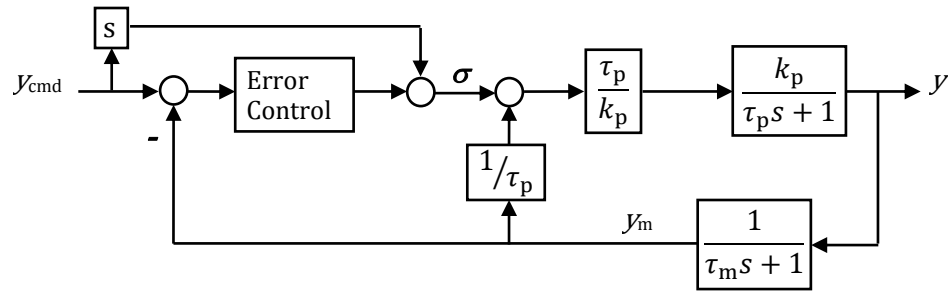 s
y_cmd
-
Error
Control
σ
τ_p
k_p
k_p
τ_p s + 1
y
1/τ_p
y_m
1
τ_m s + 1